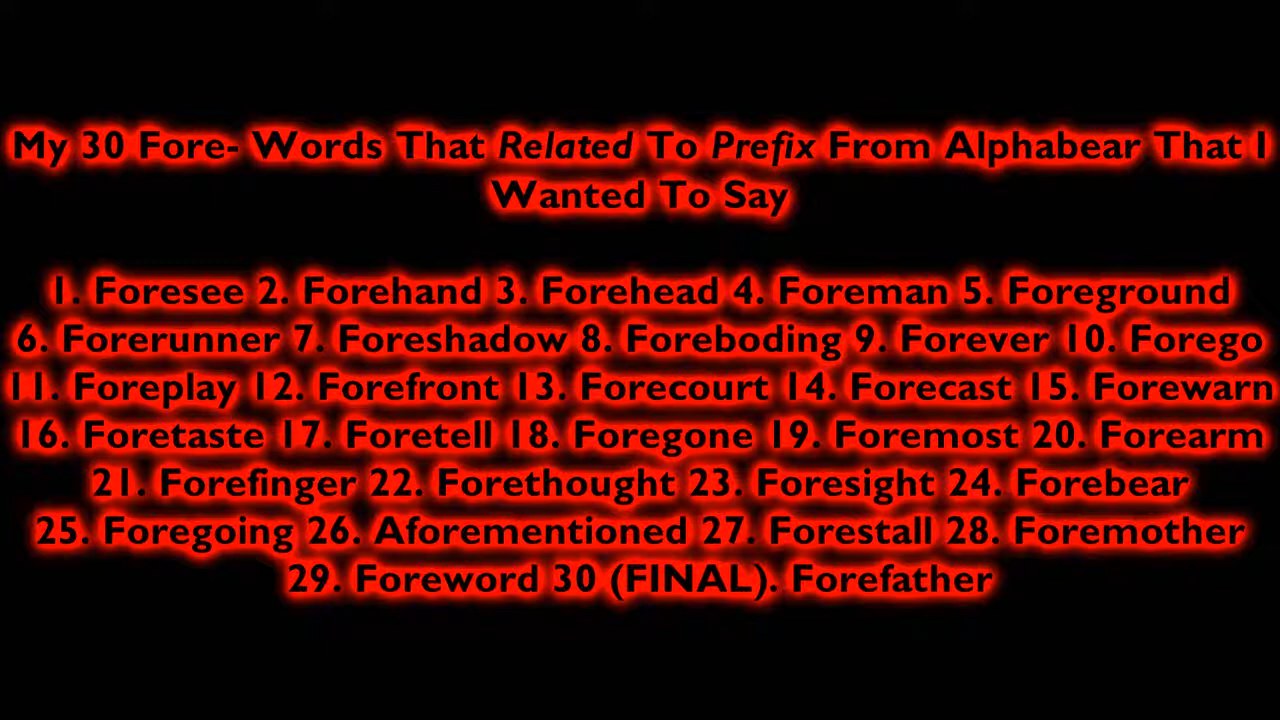 My 30 Fore- Words That Related To Prefix From Alphabear That I
Wanted To Say
1. Foresee 2. Forehand 3. Forehead 4. Foreman 5. Foreground
6. Forerunner 7. Foreshadow 8. Foreboding 9. Forever 10. Forego
11. Foreplay 12. Forefront 13. Forecourt 14. Forecast 15. Forewarn
16. Foretaste 17. Foretell 18. Foregone 19. Foremost 20. Forearm
21. Forefinger 22. Forethought 23. Foresight 24. Forebear
25. Foregoing 26. Aforementioned 27. Forestall 28. Foremother
29. Foreword 30 (FINAL). Forefather